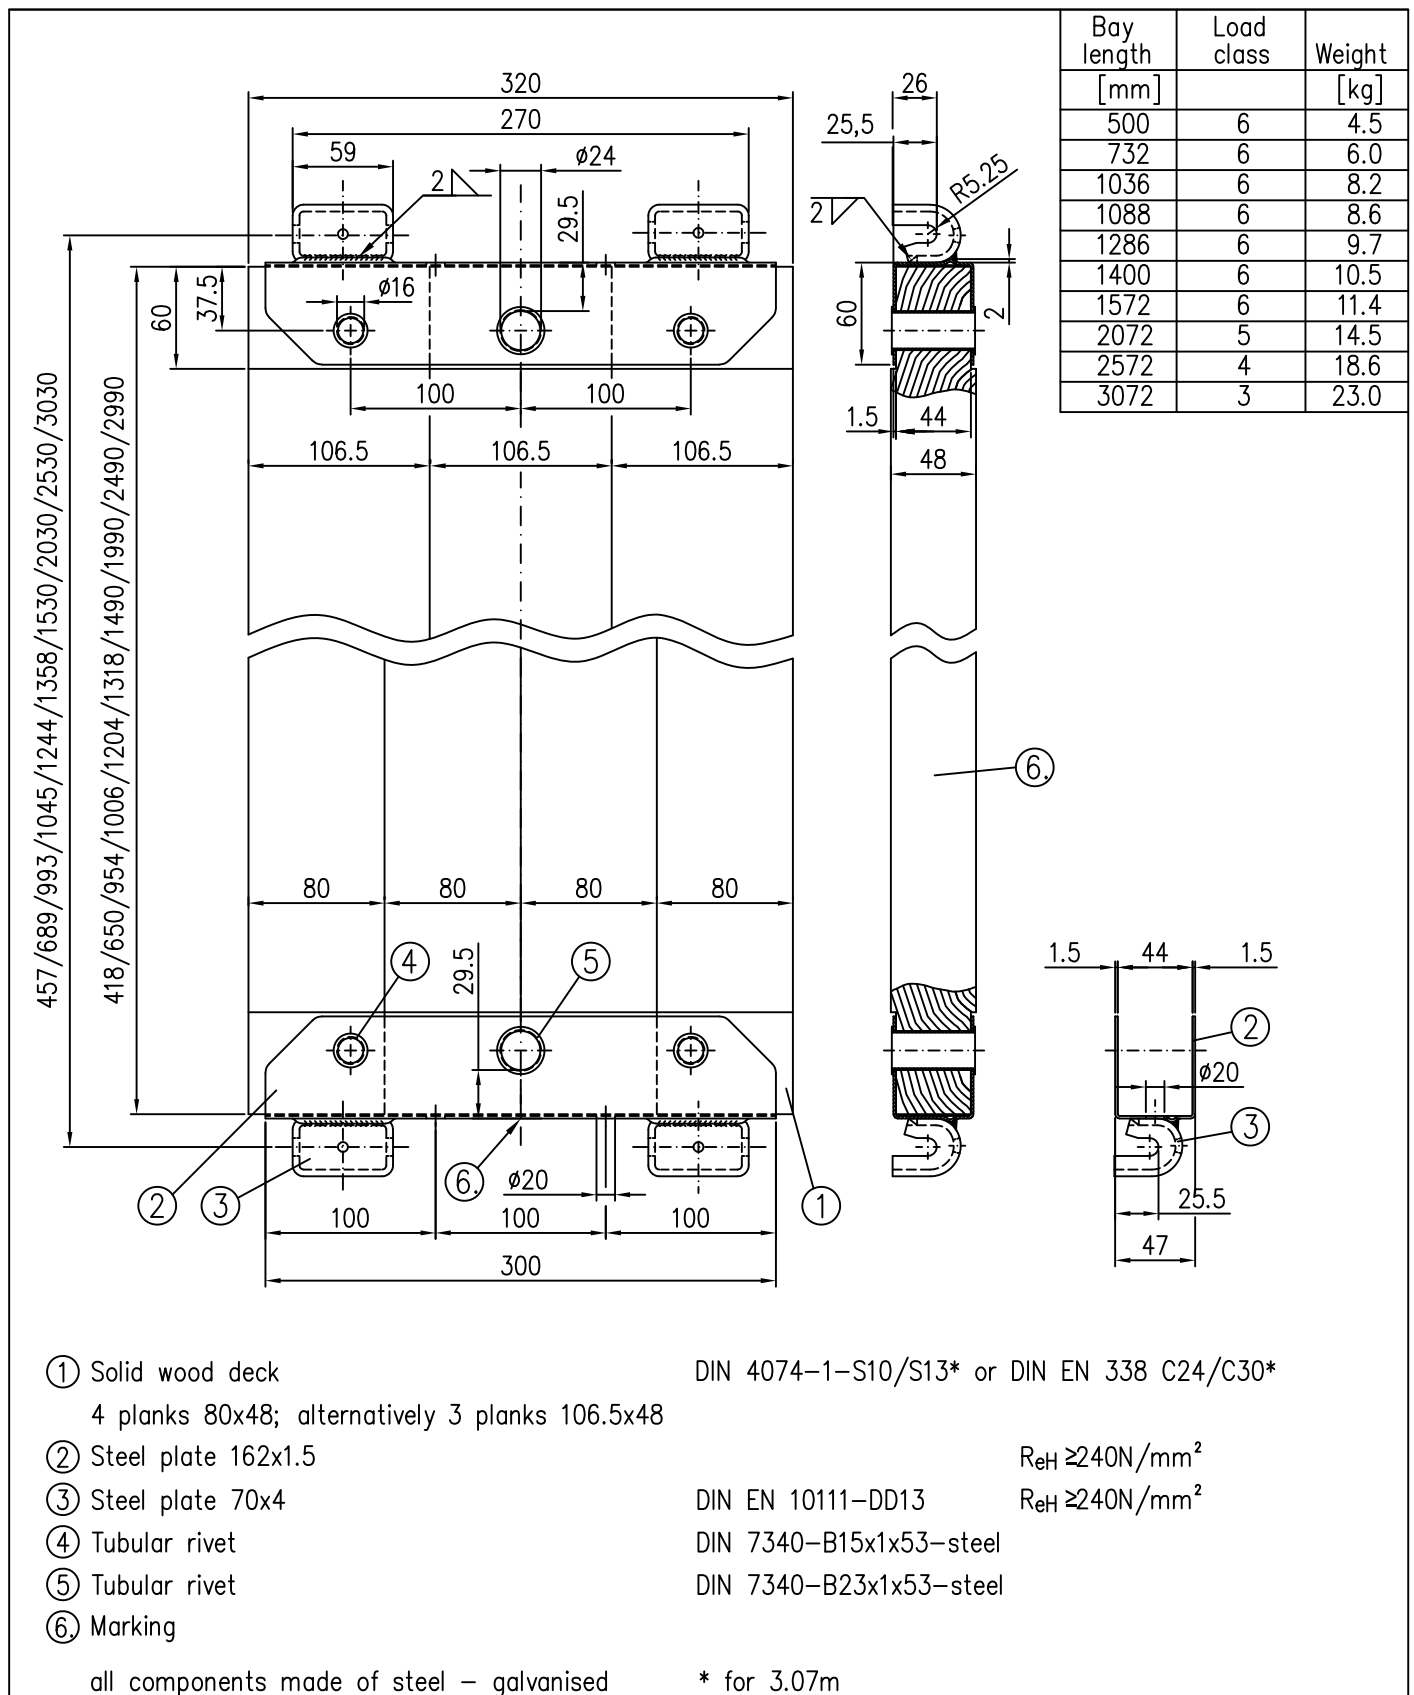 Bay length
Load class
Weight
[mm]
[kg]
500 6 4.5
732 6 6.0
1036 6 8.2
1088 6 8.6
1286 6 9.7
1400 6 10.5
1572 6 11.4
2072 5 14.5
2572 4 18.6
3072 3 23.0
320
270
59
ø24
2
29.5
ø16
60
37.5
100 100
106.5 106.5 106.5
26
25,5
R5.25
2
60
2
1.5 44
48
457/689/993/1045/1244/1358/1530/2030/2530/3030
418/650/954/1006/1204/1318/1490/1990/2490/2990
6.
80 80 80 80
4
29.5
5
2
3
6.
ø20
1
100 100 100
300
1.5 44 1.5
2
ø20
3
25.5
47
1 Solid wood deck DIN 4074-1-S10/S13* or DIN EN 338 C24/C30*
4 planks 80x48; alternatively 3 planks 106.5x48
2 Steel plate 162x1.5 ReH ≥240N/mm²
3 Steel plate 70x4 DIN EN 10111-DD13 ReH ≥240N/mm²
4 Tubular rivet DIN 7340-B15x1x53-steel
5 Tubular rivet DIN 7340-B23x1x53-steel
6. Marking
all components made of steel – galvanised * for 3.07m